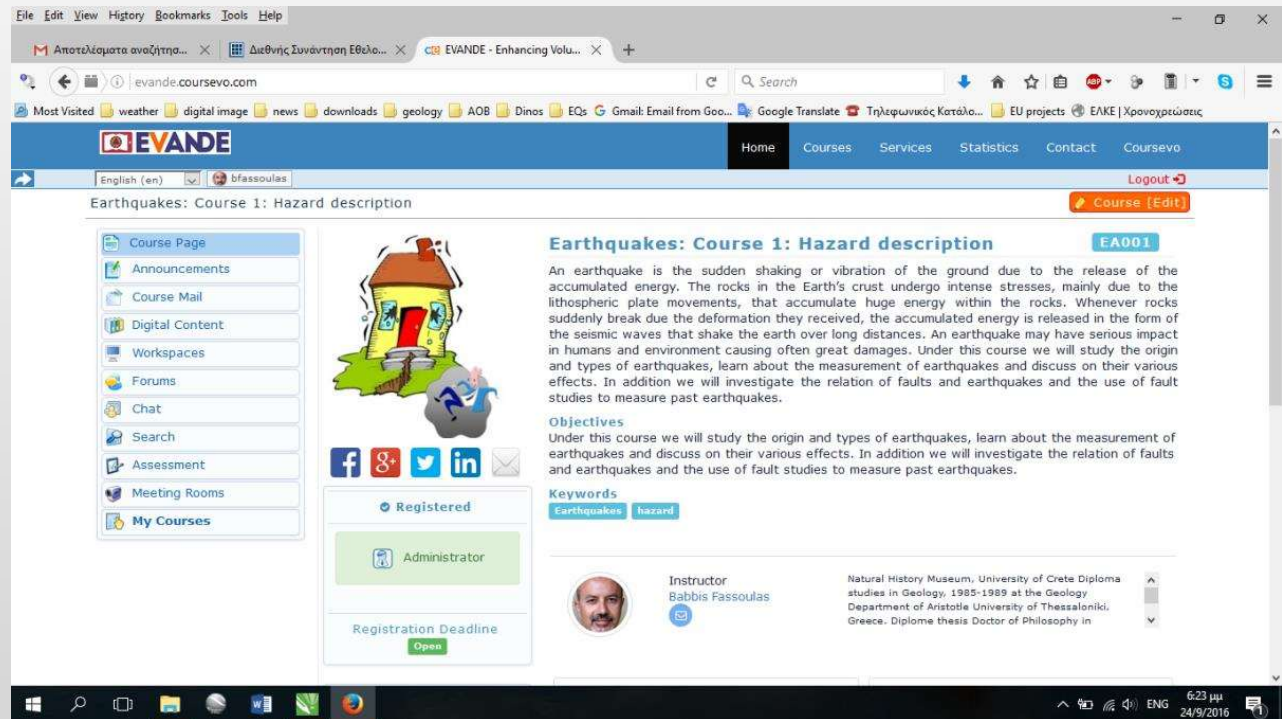 File Edit View History Bookmarks Tools Help
Αποτελέσματα αναζήτησ... Διεθνής Συνάντηση Εθελο... EVANDE - Enhancing Volu...
evande.coursevo.com Search
Most Visited weather digital image news downloads geology AOB Dinos EQs Gmail: Email from Goo... Google Translate Τηλεφωνικός Κατάλο... EU projects ΕΛΚΕ | Χρονοχρεώσεις
EVANDE Home Courses Services Statistics Contact Coursevo
English (en) bfassoulas Logout
Earthquakes: Course 1: Hazard description Course [Edit]
Course Page
Announcements
Course Mail
Digital Content
Workspaces
Forums
Chat
Search
Assessment
Meeting Rooms
My Courses
Registered
Administrator
Registration Deadline
Open
Earthquakes: Course 1: Hazard description EA001
An earthquake is the sudden shaking or vibration of the ground due to the release of the
accumulated energy. The rocks in the Earth's crust undergo intense stresses, mainly due to the
lithospheric plate movements, that accumulate huge energy within the rocks. Whenever rocks
suddenly break due the deformation they received, the accumulated energy is released in the form of
the seismic waves that shake the earth over long distances. An earthquake may have serious impact
in humans and environment causing often great damages. Under this course we will study the origin
and types of earthquakes, learn about the measurement of earthquakes and discuss on their various
effects. In addition we will investigate the relation of faults and earthquakes and the use of fault
studies to measure past earthquakes.
Objectives
Under this course we will study the origin and types of earthquakes, learn about the measurement of
earthquakes and discuss on their various effects. In addition we will investigate the relation of faults
and earthquakes and the use of fault studies to measure past earthquakes.
Keywords
Earthquakes hazard
Instructor
Babbis Fassoulas
Natural History Museum, University of Crete Diploma
studies in Geology, 1985-1989 at the Geology
Department of Aristotle University of Thessaloniki,
Greece. Diplome thesis Doctor of Philosophy in
ENG 6:23 μμ
24/9/2016